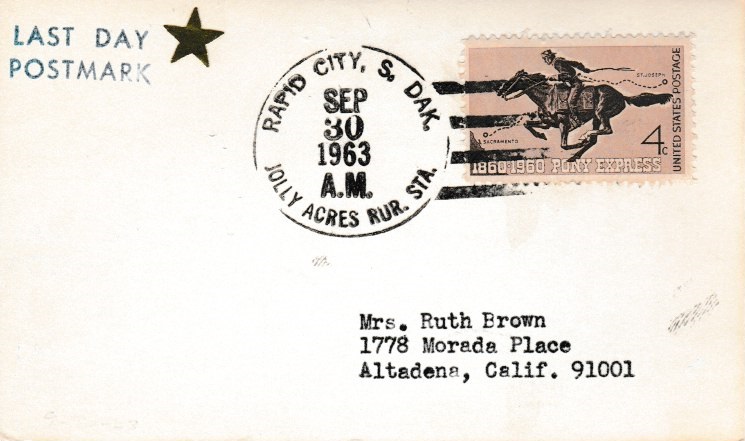 LAST DAY
POSTMARK
RAPID CITY, S. DAK.
SEP
30
1963
A.M.
JOLLY ACRES RUR. STA.
ST. JOSEPH
SACRAMENTO
4c
1860-1960 PONY EXPRESS
UNITED STATES POSTAGE
Mrs. Ruth Brown
1778 Morada Place
Altadena, Calif. 91001